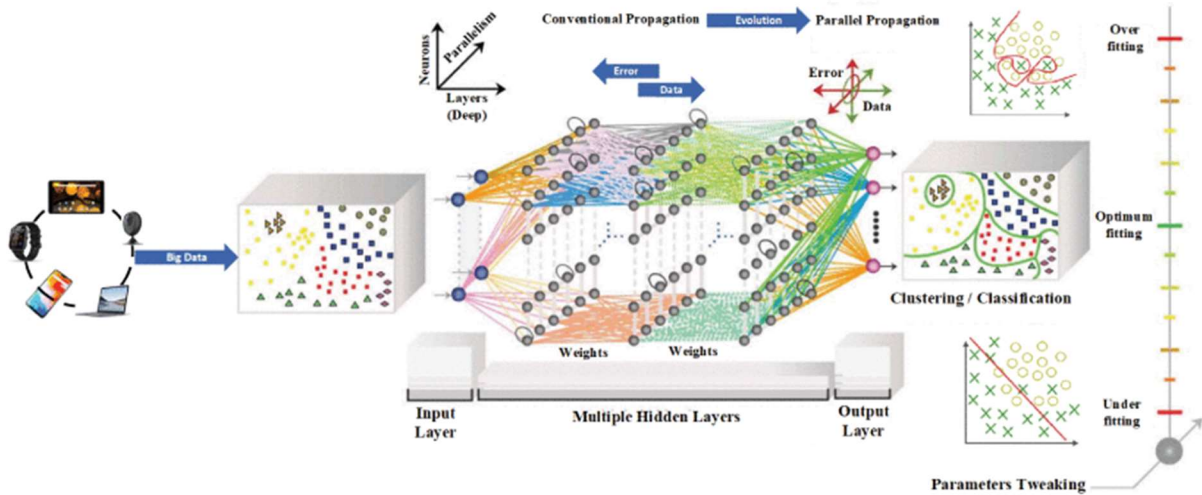 Conventional Propagation
Evolution
Parallel Propagation
Neurons
Parallelism
Layers
(Deep)
Error
Data
Error
Data
Over
fitting
Big Data
Optimum
fitting
Clustering / Classification
Weights
Weights
Input
Layer
Multiple Hidden Layers
Output
Layer
Under
fitting
Parameters Tweaking